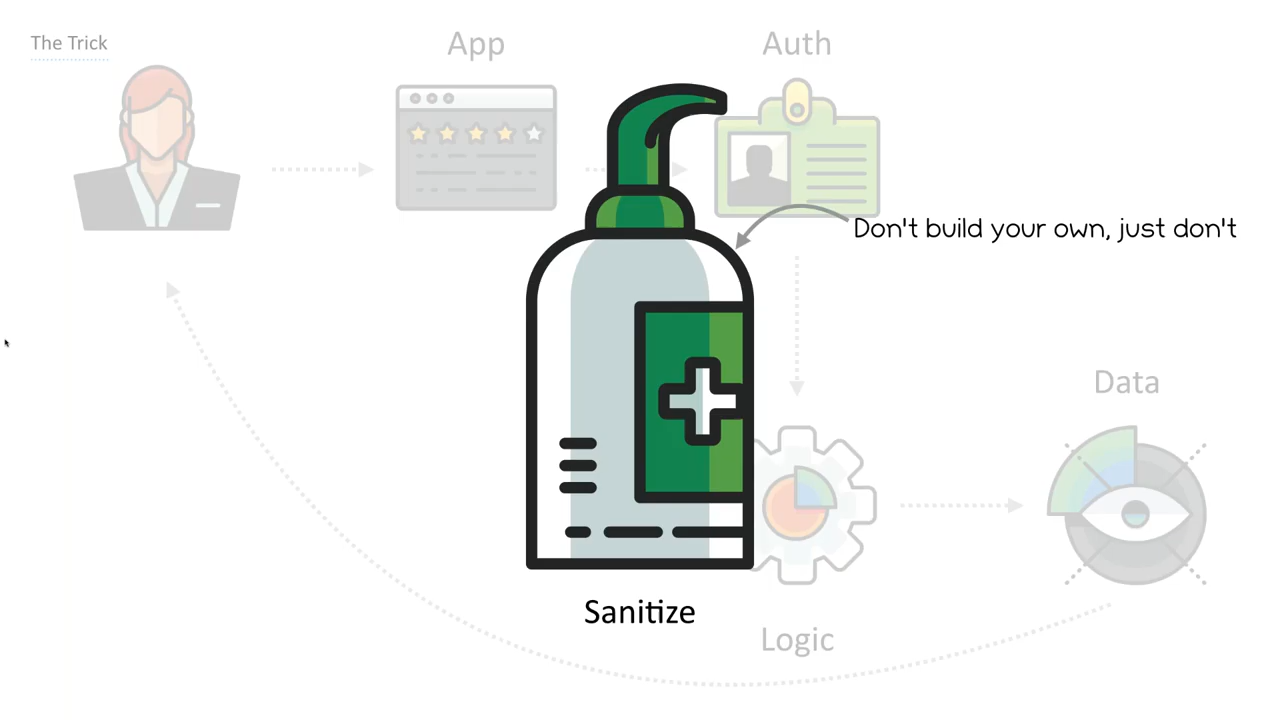 The Trick
App
Auth
Don't build your own, just don't
Data
Sanitize
Logic